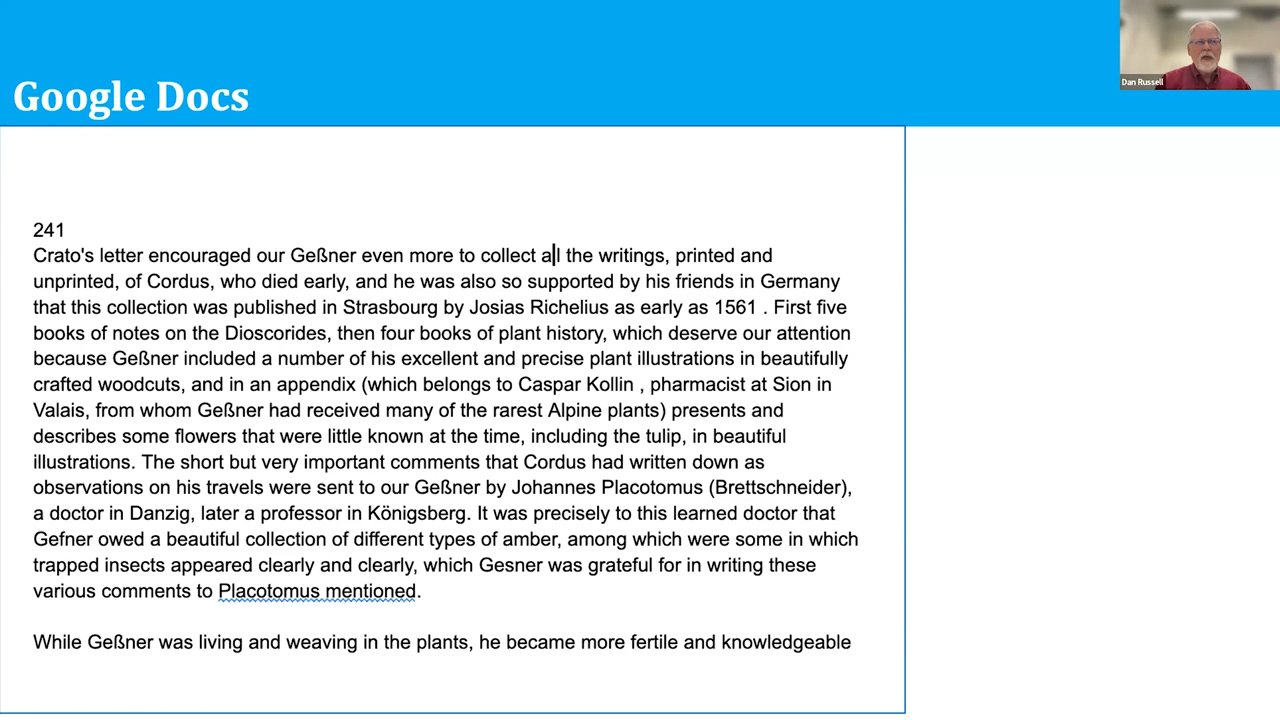 Dan Russell
Google Docs
241
Crato's letter encouraged our Geßner even more to collect all the writings, printed and
unprinted, of Cordus, who died early, and he was also so supported by his friends in Germany
that this collection was published in Strasbourg by Josias Richelius as early as 1561 . First five
books of notes on the Dioscorides, then four books of plant history, which deserve our attention
because Geßner included a number of his excellent and precise plant illustrations in beautifully
crafted woodcuts, and in an appendix (which belongs to Caspar Kollin , pharmacist at Sion in
Valais, from whom Geßner had received many of the rarest Alpine plants) presents and
describes some flowers that were little known at the time, including the tulip, in beautiful
illustrations. The short but very important comments that Cordus had written down as
observations on his travels were sent to our Geßner by Johannes Placotomus (Brettschneider),
a doctor in Danzig, later a professor in Königsberg. It was precisely to this learned doctor that
Gefner owed a beautiful collection of different types of amber, among which were some in which
trapped insects appeared clearly and clearly, which Gesner was grateful for in writing these
various comments to Placotomus mentioned.
While Geßner was living and weaving in the plants, he became more fertile and knowledgeable